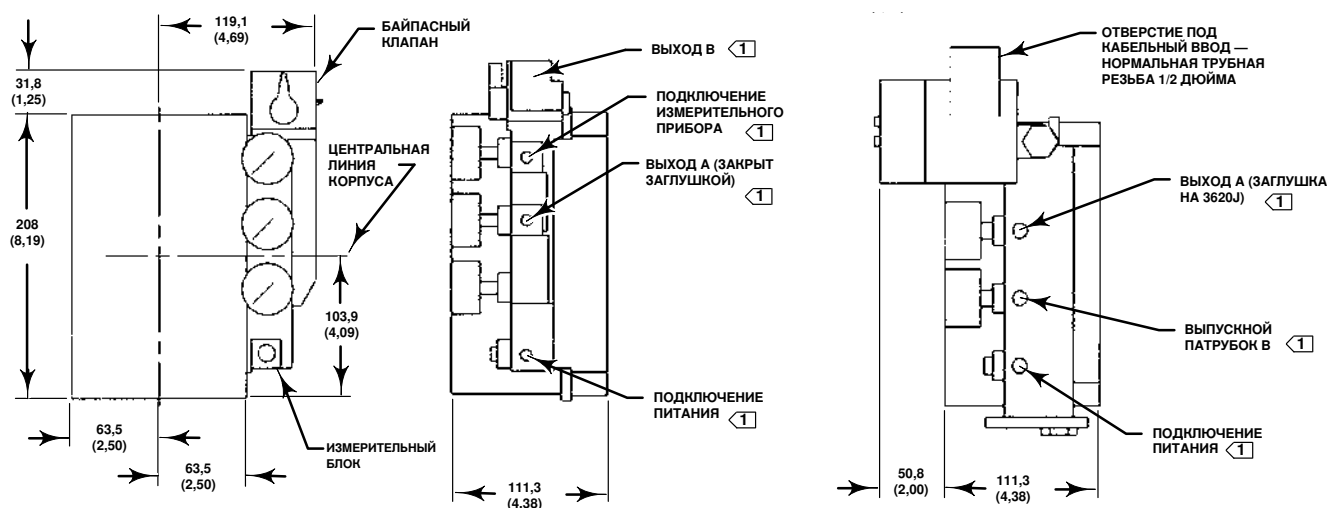 119,1
(4,69)
БАЙПАСНЫЙ
КЛАПАН
31,8
(1,25)
ЦЕНТРАЛЬНАЯ
ЛИНИЯ
КОРПУСА
208
(8,19)
103,9
(4,09)
63,5
(2,50)
63,5
(2,50)
ИЗМЕРИТЕЛЬНЫЙ
БЛОК
ВЫХОД В 1
ПОДКЛЮЧЕНИЕ
ИЗМЕРИТЕЛЬНОГО
ПРИБОРА 1
ВЫХОД А (ЗАКРЫТ
ЗАГЛУШКОЙ)
1
ПОДКЛЮЧЕНИЕ
ПИТАНИЯ 1
111,3
(4,38)
ОТВЕРСТИЕ ПОД
КАБЕЛЬНЫЙ ВВОД —
НОРМАЛЬНАЯ ТРУБНАЯ
РЕЗЬБА 1/2 ДЮЙМА
ВЫХОД А (ЗАГЛУШКА
НА 3620J) 1
ВЫПУСКНОЙ
ПАТРУБОК В 1
ПОДКЛЮЧЕНИЕ
ПИТАНИЯ 1
50,8
(2,00)
111,3
(4,38)